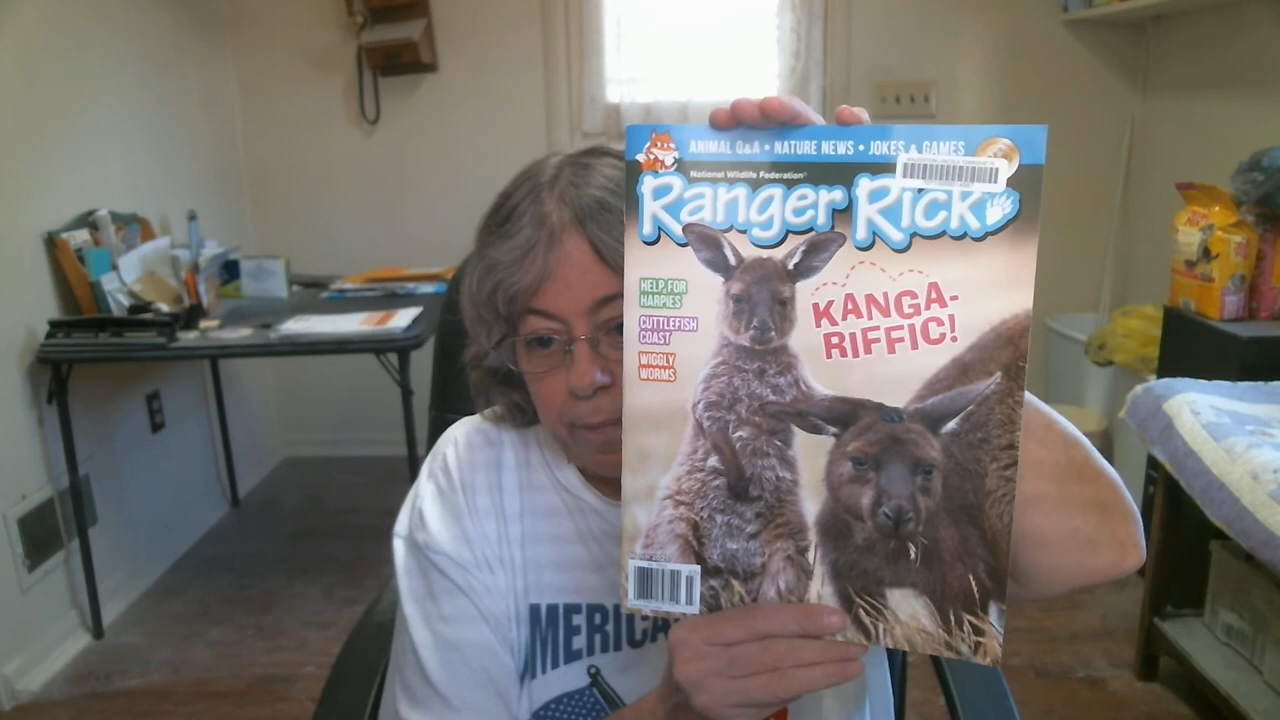 ANIMAL Q&A • NATURE NEWS • JOKES & GAMES
National Wildlife Federation®
Ranger Rick
HELP FOR
HARPIES
KANGA-
RIFFIC!
CUTTLEFISH
COAST
WIGGLY
WORMS
MERICA